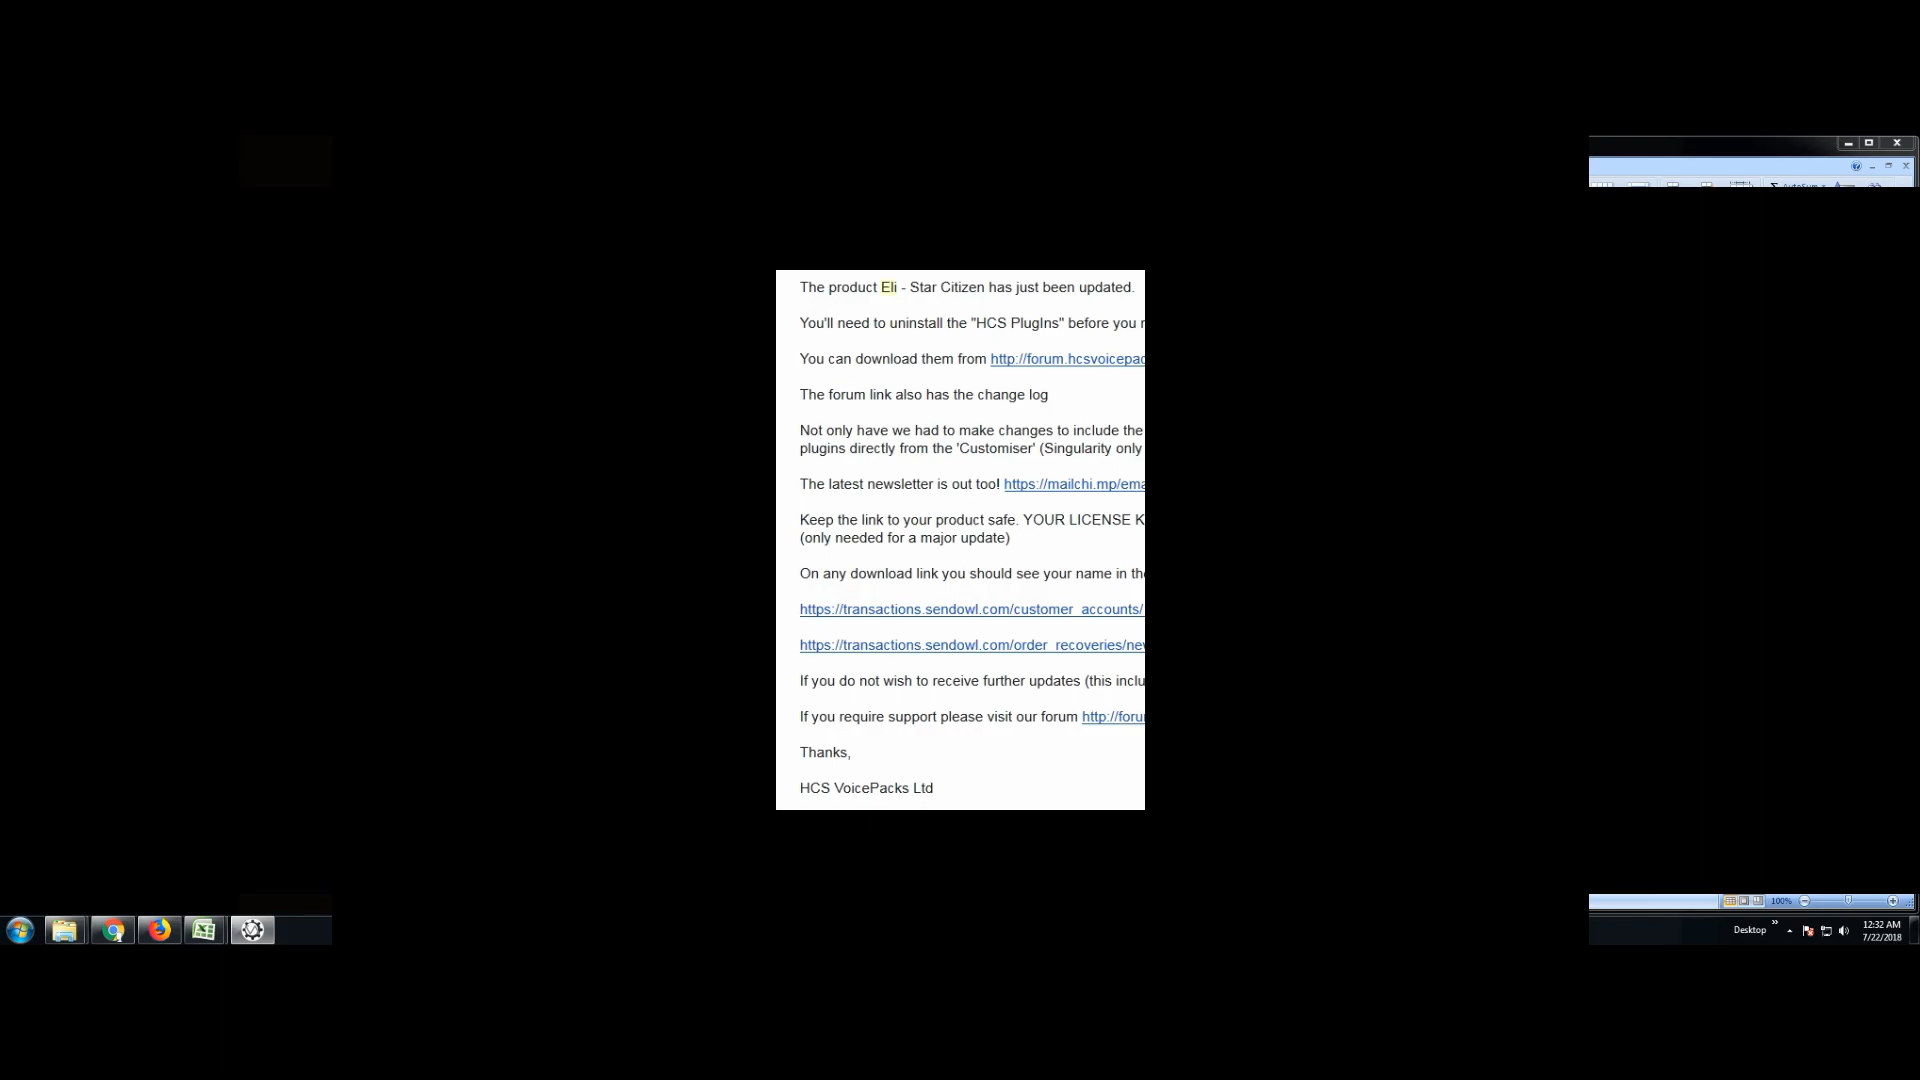 AutoSum
The product Eli - Star Citizen has just been updated.
You'll need to uninstall the "HCS PlugIns" before you
You can download them from http://forum.hcsvoicepac
The forum link also has the change log
Not only have we had to make changes to include the
plugins directly from the 'Customiser' (Singularity only
The latest newsletter is out too! https://mailchi.mp/ema
Keep the link to your product safe. YOUR LICENSE K
(only needed for a major update)
On any download link you should see your name in the
https://transactions.sendowl.com/customer_accounts/
https://transactions.sendowl.com/order_recoveries/nev
If you do not wish to receive further updates (this inclu
If you require support please visit our forum http://foru
Thanks,
HCS VoicePacks Ltd
100%
Desktop
12:32 AM
7/22/2018